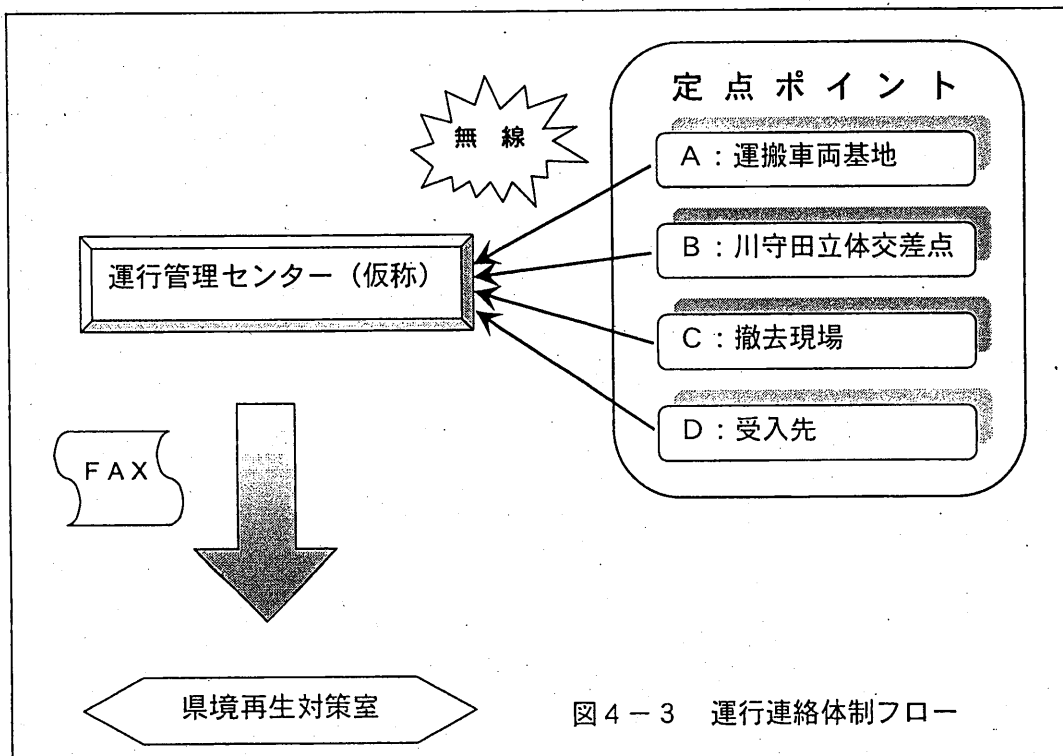 定点ポイント
無線
A：運搬車両基地
B：川守田立体交差点
運行管理センター（仮称）
C：撤去現場
D：受入先
FAX
県境再生対策室
図４－３　運行連絡体制フロー